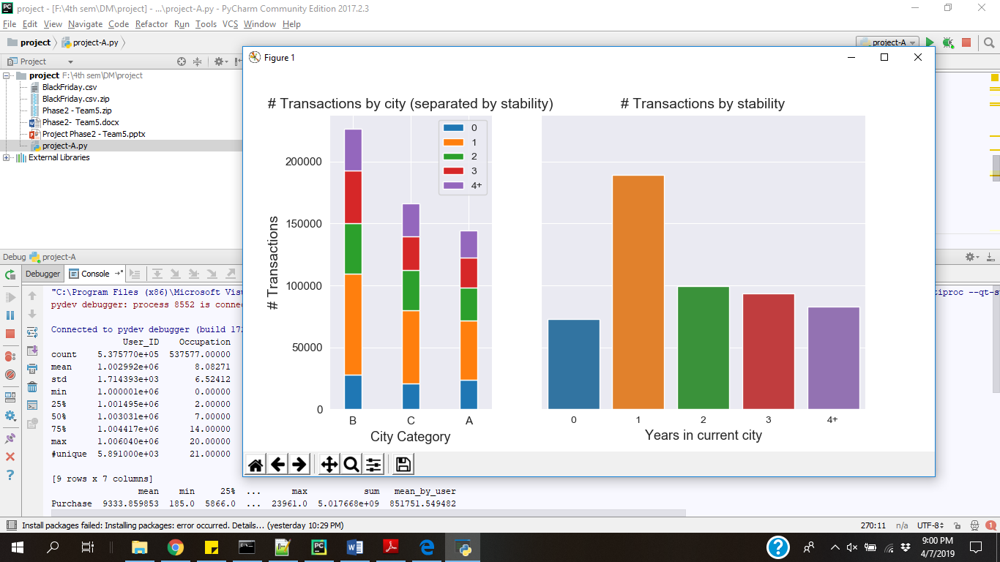 project - [F:\4th sem\DM\project] - ...\project-A.py - PyCharm Community Edition 2017.2.3
File Edit View Navigate Code Refactor Run Tools VCS Window Help
project project-A.py project-A
Project
project F:\4th sem\DM\project
BlackFriday.csv
BlackFriday.csv.zip
Phase2 - Team5.zip
Phase2- Team5.docx
Project Phase2 - Team5.pptx
project-A.py
External Libraries
Figure 1
# Transactions by city (separated by stability)
0
1
2
3
4+
200000
150000
100000
50000
0
# Transactions
B C A
City Category
# Transactions by stability
0 1 2 3 4+
Years in current city
Debug project-A
Debugger Console
"C:\Program Files (x86)\Microsoft Visu
tiproc --qt-s
pydev debugger: process 8552 is connec
Connected to pydev debugger (build 17
User_ID Occupation
count 5.375770e+05 537577.00000
mean 1.002992e+06 8.08271
std 1.714393e+03 6.52412
min 1.000001e+06 0.00000
25% 1.001495e+06 2.00000
50% 1.003031e+06 7.00000
75% 1.004417e+06 14.00000
max 1.006040e+06 20.00000
#unique 5.891000e+03 21.00000
[9 rows x 7 columns]
mean min 25% ... max sum mean_by_user
Purchase 9333.859853 185.0 5866.0 ... 23961.0 5.017668e+09 851751.549482
Install packages failed: Installing packages: error occurred. Details... (yesterday 10:29 PM)
270:11 n/a UTF-8 1
9:00 PM
4/7/2019